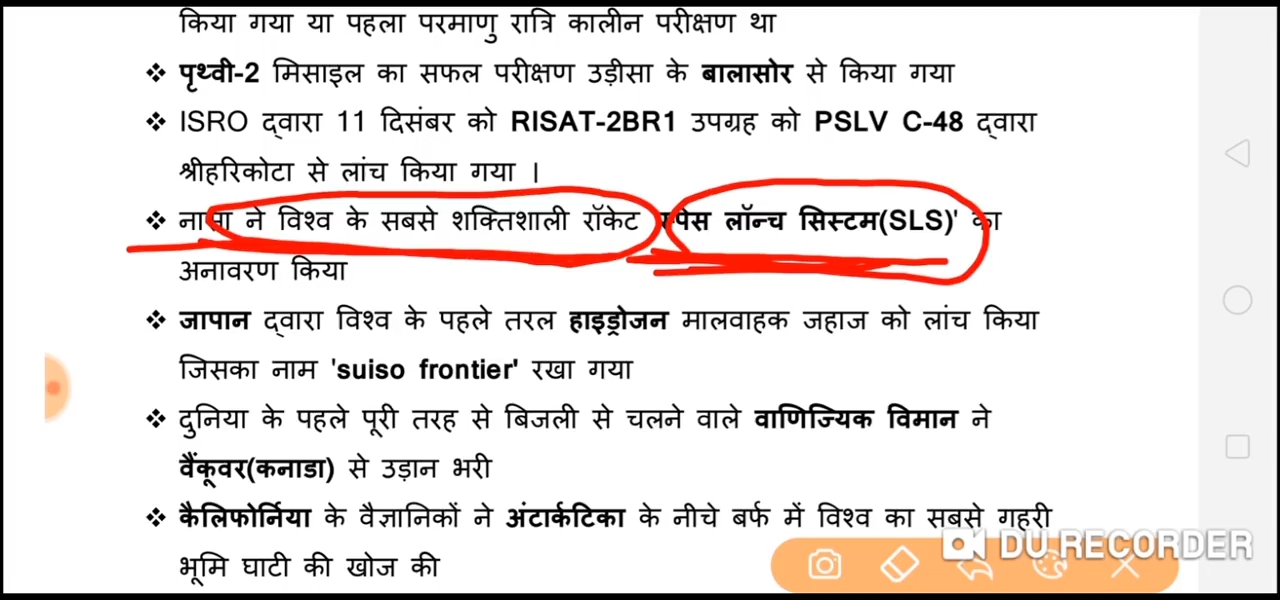 किया गया या पहला परमाणु रात्रि कालीन परीक्षण था
❖ पृथ्वी-2 मिसाइल का सफल परीक्षण उड़ीसा के बालासोर से किया गया
❖ ISRO द्वारा 11 दिसंबर को RISAT-2BR1 उपग्रह को PSLV C-48 द्वारा
श्रीहरिकोटा से लांच किया गया ।
❖ नासा ने विश्व के सबसे शक्तिशाली रॉकेट स्पेस लॉन्च सिस्टम(SLS)' का
अनावरण किया
❖ जापान द्वारा विश्व के पहले तरल हाइड्रोजन मालवाहक जहाज को लांच किया
जिसका नाम 'suiso frontier' रखा गया
❖ दुनिया के पहले पूरी तरह से बिजली से चलने वाले वाणिज्यिक विमान ने
वैंकूवर(कनाडा) से उड़ान भरी
❖ कैलिफोर्निया के वैज्ञानिकों ने अंटार्कटिका के नीचे बर्फ में विश्व का सबसे गहरी
भूमि घाटी की खोज की
DU RECORDER